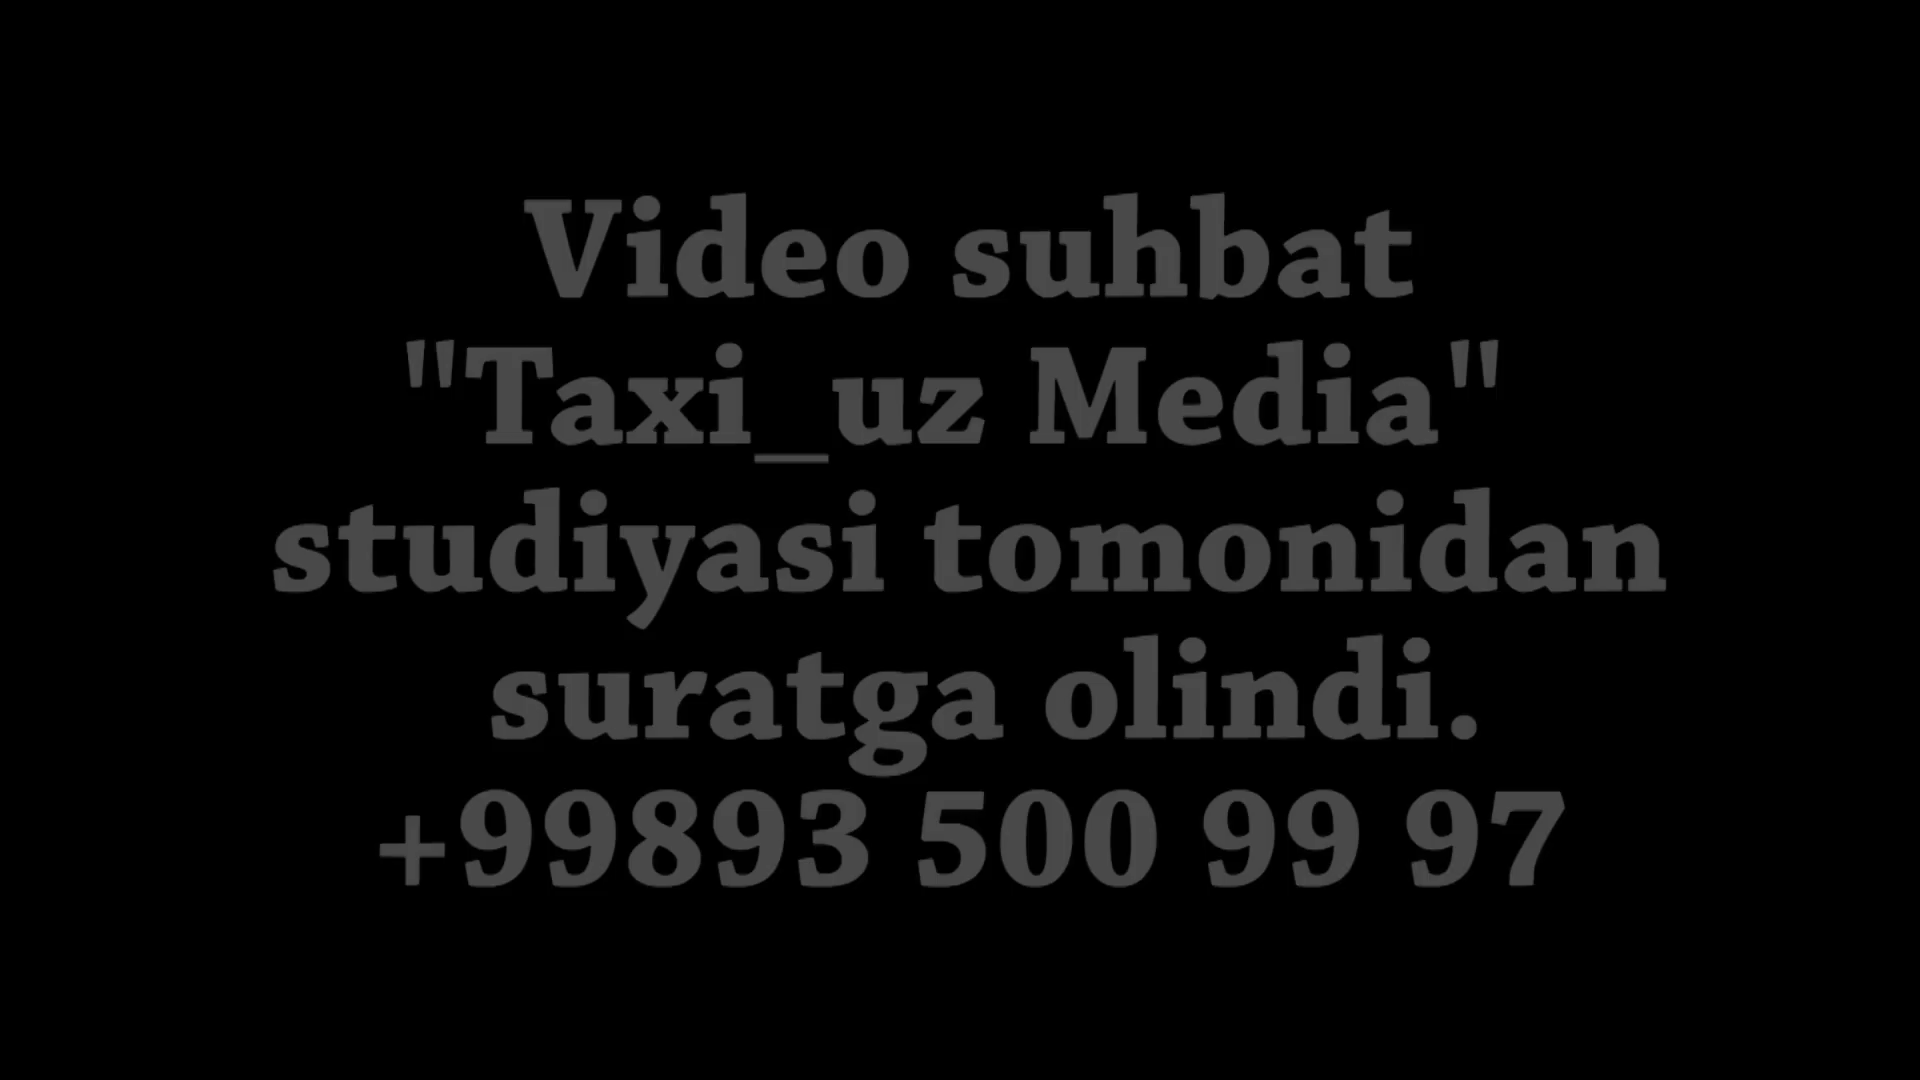 Video suhbat
"Taxi_uz Media"
studiyasi tomonidan
suratga olindi.
+99893 500 99 97